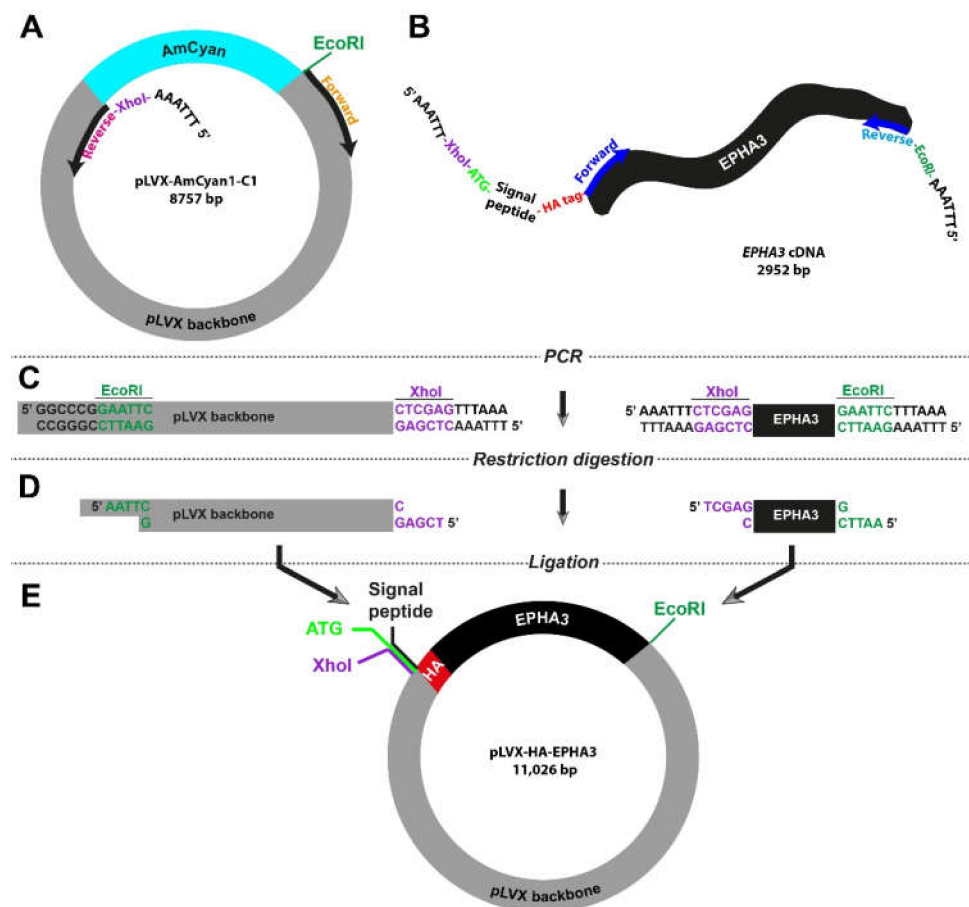 A
AmCyan
EcoRI
Forward
Reverse-XhoI- AAATTT 5'
pLVX-AmCyan1-C1
8757 bp
pLVX backbone
B
5'AAATTT-XhoI-ATG-
Signal
peptide
-HA tag-
Forward
EPHA3
Reverse
-EcoRI-
AAATTT5'
EPHA3 cDNA
2952 bp
PCR
C
EcoRI
XhoI
5' GGCCCGGAATTC
CCGGGCCTTAAG
pLVX backbone
CTCGAGTTTAAA
GAGCTCAAATTT 5'
XhoI
EcoRI
5' AAATTTCTCGAG
TTTAAAGAGCTC
EPHA3
GAATTCTTTAAA
CTTAAGAAATTT 5'
Restriction digestion
D
5' AATTC
G
pLVX backbone
C
GAGCT 5'
5' TCGAG
C
EPHA3
G
CTTAA 5'
Ligation
E
Signal
peptide
ATG
XhoI
HA
EPHA3
EcoRI
pLVX-HA-EPHA3
11,026 bp
pLVX backbone